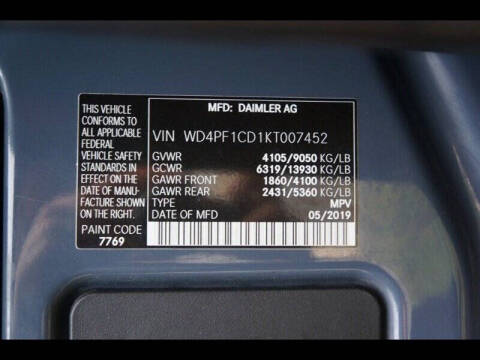 THIS VEHICLE
CONFORMS TO
ALL APPLICABLE
FEDERAL
VEHICLE SAFETY
STANDARDS IN
EFFECT ON THE
DATE OF MANU-
FACTURE SHOWN
ON THE RIGHT.
PAINT CODE
7769
MFD: DAIMLER AG
VIN WD4PF1CD1KT007452
GVWR 4105/9050 KG/LB
GCWR 6319/13930 KG/LB
GAWR FRONT 1860/4100 KG/LB
GAWR REAR 2431/5360 KG/LB
TYPE MPV
DATE OF MFD 05/2019